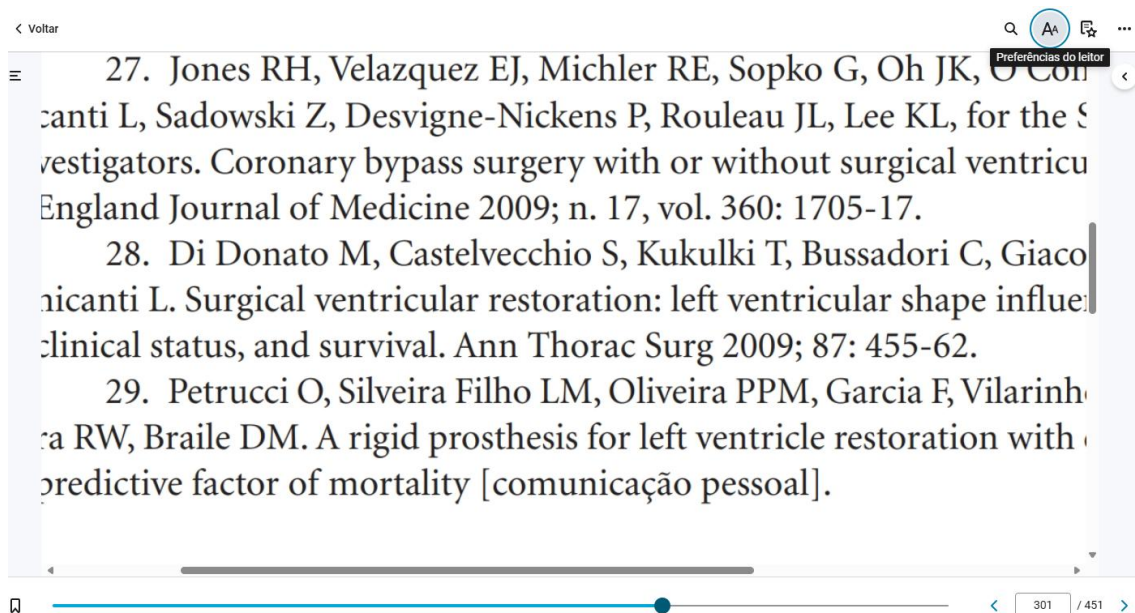 Voltar
Preferências do leitor
27. Jones RH, Velazquez EJ, Michler RE, Sopko G, Oh JK,
canti L, Sadowski Z, Desvigne-Nickens P, Rouleau JL, Lee KL, for the
vestigators. Coronary bypass surgery with or without surgical ventricu
England Journal of Medicine 2009; n. 17, vol. 360: 1705-17.
28. Di Donato M, Castelvecchio S, Kukulki T, Bussadori C, Giaco
nicanti L. Surgical ventricular restoration: left ventricular shape influe
clinical status, and survival. Ann Thorac Surg 2009; 87: 455-62.
29. Petrucci O, Silveira Filho LM, Oliveira PPM, Garcia F, Vilarinh
ra RW, Braile DM. A rigid prosthesis for left ventricle restoration with
predictive factor of mortality [comunicação pessoal].
301 / 451